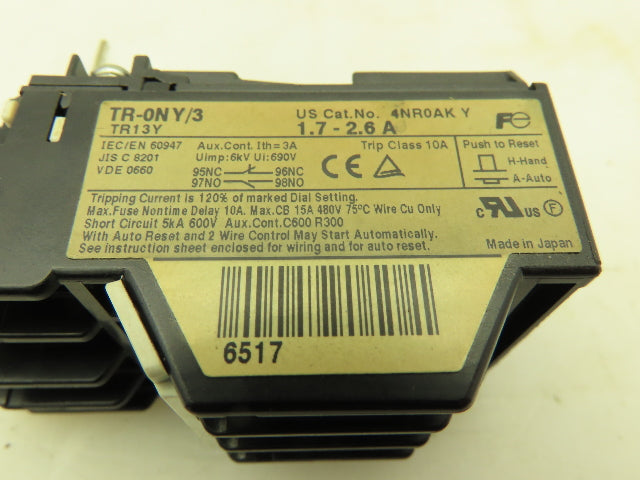 TR-0NY/3 US Cat.No. 4NR0AK Y
TR13Y 1.7 - 2.6 A Fe
IEC/EN 60947 Aux.Cont. Ith=3A Trip Class 10A Push to Reset
JIS C 8201 Uimp:6kV Ui:690V CE H-Hand
VDE 0660 95NC 96NC A-Auto
97NO 98NO
Tripping Current is 120% of marked Dial Setting.
Max.Fuse Nontime Delay 10A. Max.CB 15A 480V 75°C Wire Cu Only
Short Circuit 5kA 600V Aux.Cont.C600 R300 c UR us F
With Auto Reset and 2 Wire Control May Start Automatically.
See instruction sheet enclosed for wiring and for auto reset. Made in Japan
6517